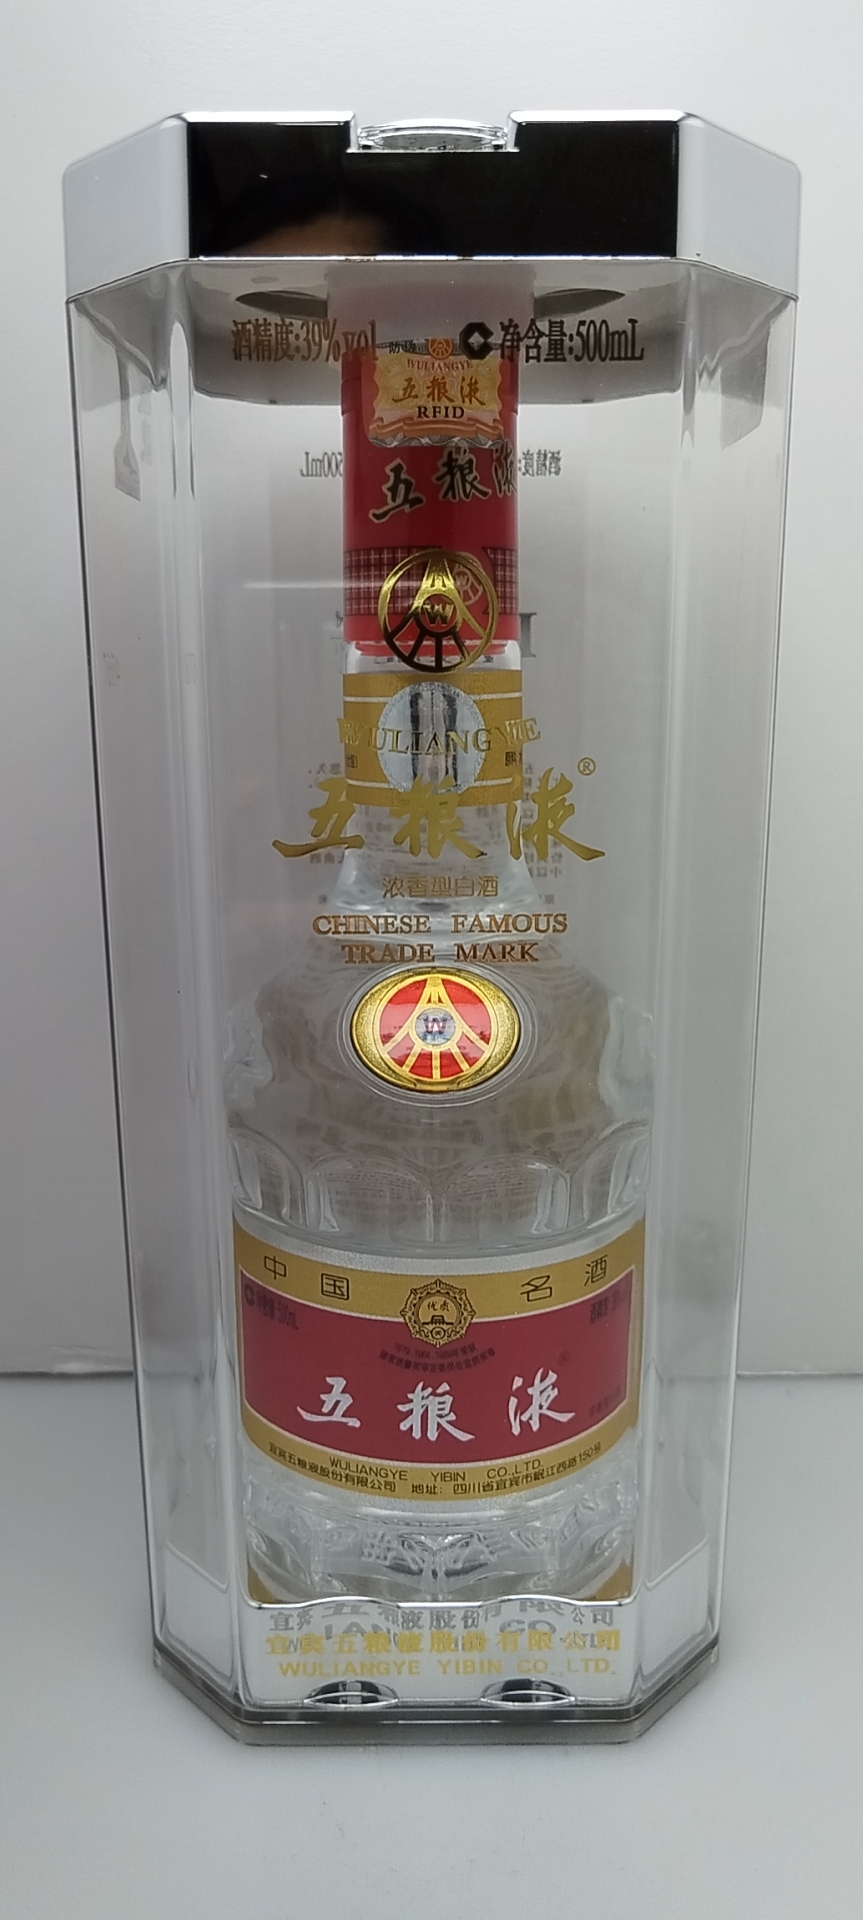 酒精度:39%vol
净含量:500mL
防伪
WULIANGYE
五粮液
RFID
五粮液
W
WULIANGYE
五粮液®
浓香型白酒
CHINESE FAMOUS
TRADE MARK
W
中国名酒
优质
五粮液
WULIANGYE YIBIN CO.,LTD.
宜宾五粮液股份有限公司 地址：四川省宜宾市岷江西路150号
宜宾五粮液股份有限公司
WULIANGYE YIBIN CO.,LTD.